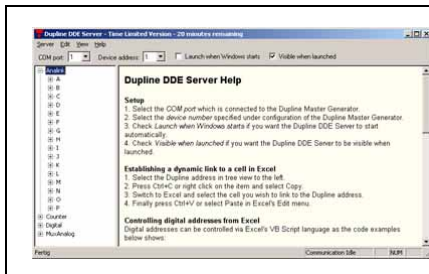 Dupline DDE Server - Time Limited Version - 20 minutes remaining
Server Edit View Help
COM port: 1 Device address: 1 Launch when Windows starts Visible when launched
Analink
A
B
C
D
E
F
G
H
I
J
K
L
M
N
O
P
Counter
Digital
MuxAnalog
Dupline DDE Server Help
Setup
1. Select the COM port which is connected to the Dupline Master Generator.
2. Select the device number specified under configuration of the Dupline Master Generator.
3. Check Launch when Windows starts if you want the Dupline DDE Server to start
automatically.
4. Check Visible when launched if you want the Dupline DDE Server to be visible when
launched.
Establishing a dynamic link to a cell in Excel
1. Select the Dupline address in tree view to the left.
2. Press Ctrl+C or right click on the item and select Copy.
3. Switch to Excel and select the cell you wish to link to the Dupline address.
4. Finally press Ctrl+V or select Paste in Excel's Edit menu.
Controlling digital addresses from Excel
Digital addresses can be controlled via Excel's VB Script language as the code examples
below shows:
Fertig Communication Idle NUM